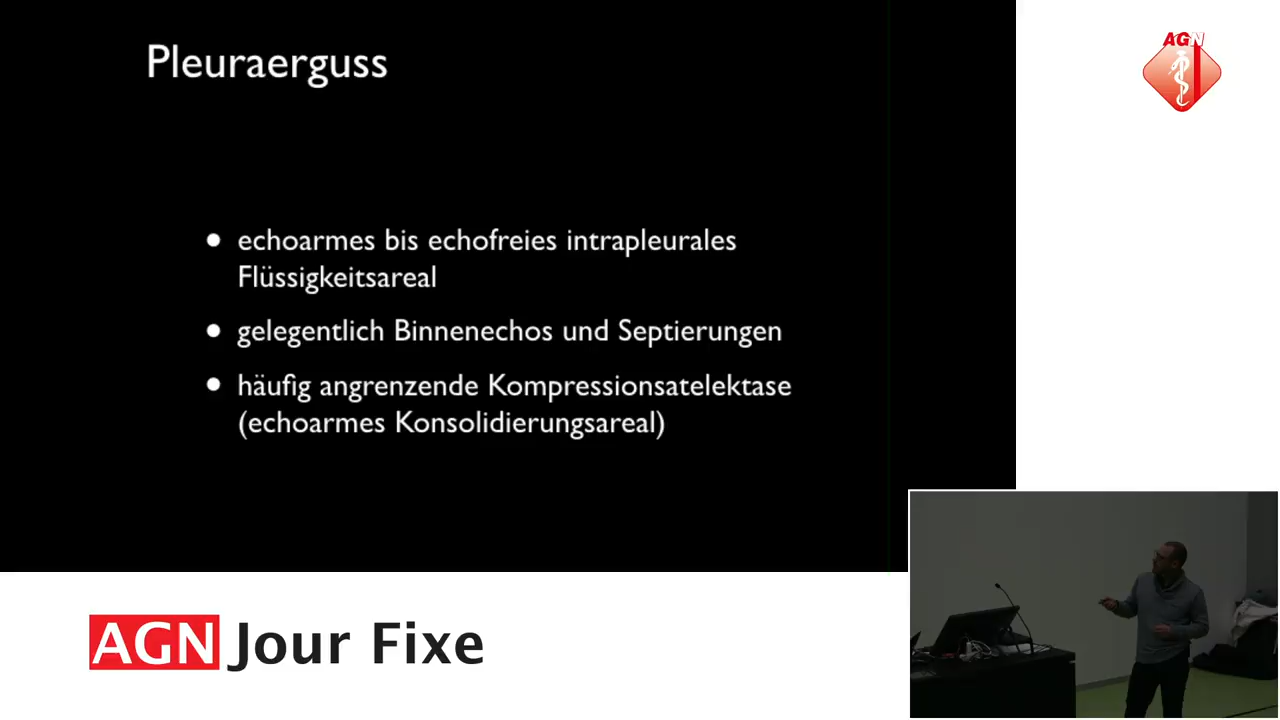 Pleuraerguss
AGN
• echoarmes bis echofreies intrapleurales
Flüssigkeitsareal
• gelegentlich Binnenechos und Septierungen
• häufig angrenzende Kompressionsatelektase
(echoarmes Konsolidierungsareal)
AGN Jour Fixe